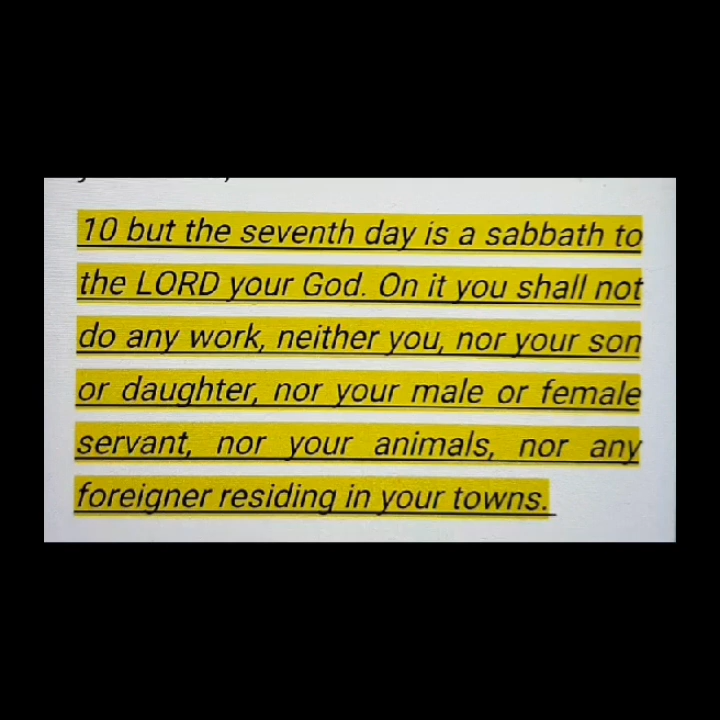 10 but the seventh day is a sabbath to
the LORD your God. On it you shall not
do any work, neither you, nor your son
or daughter, nor your male or female
servant, nor your animals, nor any
foreigner residing in your towns.